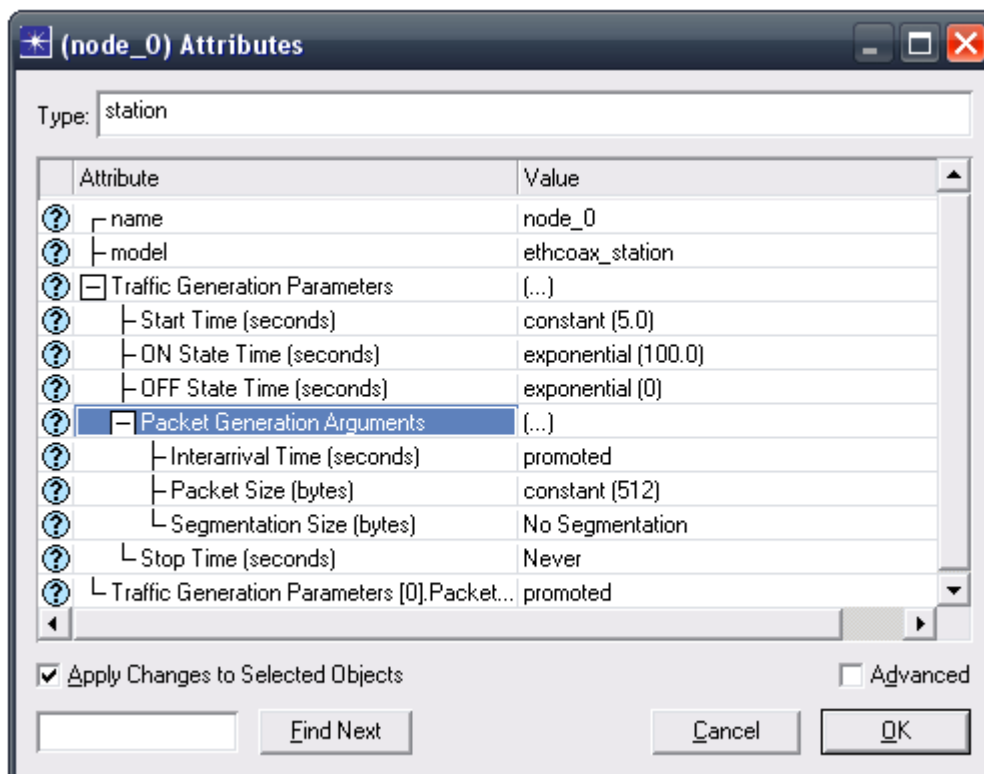 (node_0) Attributes
Type: station
Attribute Value
name node_0
model ethcoax_station
Traffic Generation Parameters (...)
Start Time (seconds) constant (5.0)
ON State Time (seconds) exponential (100.0)
OFF State Time (seconds) exponential (0)
Packet Generation Arguments (...)
Interarrival Time (seconds) promoted
Packet Size (bytes) constant (512)
Segmentation Size (bytes) No Segmentation
Stop Time (seconds) Never
Traffic Generation Parameters [0].Packet... promoted
Apply Changes to Selected Objects Advanced
Find Next Cancel OK